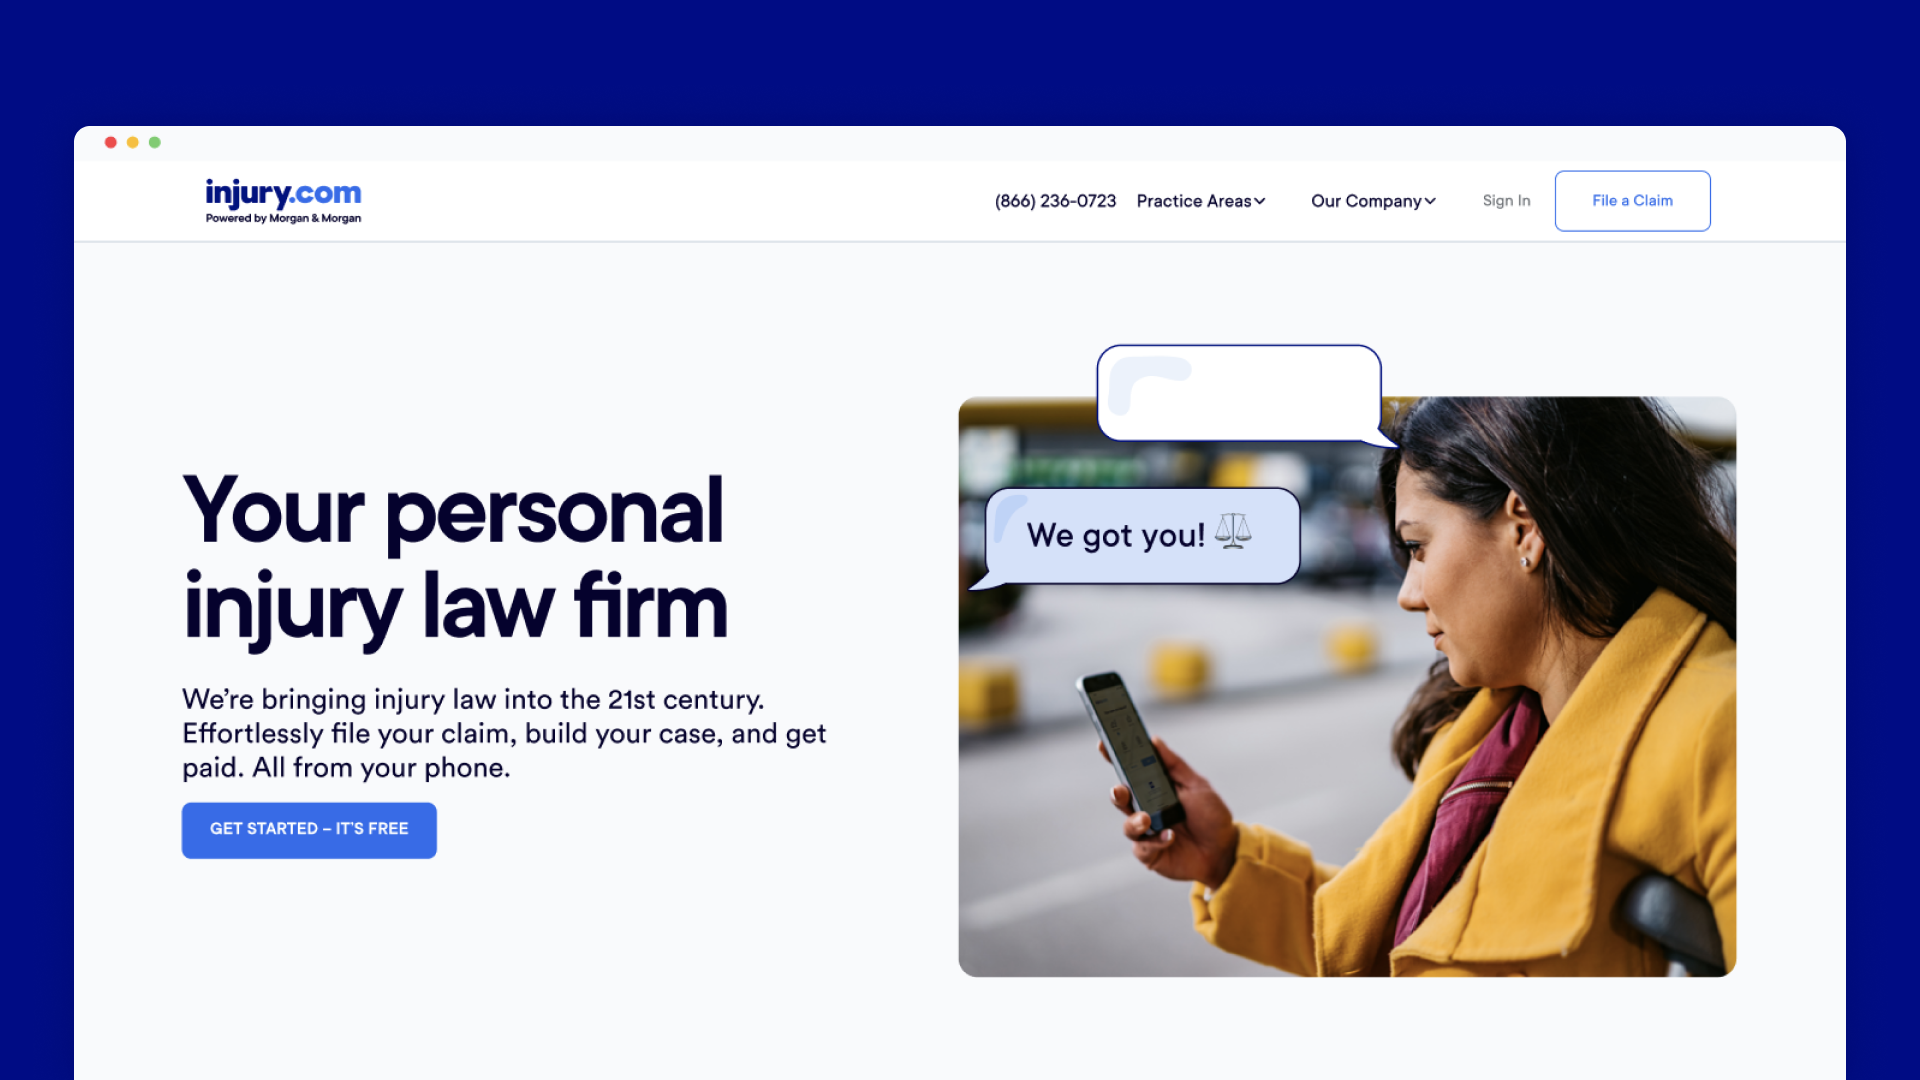 injury.com
Powered by Morgan & Morgan
(866) 236-0723 Practice Areas Our Company Sign In File a Claim
We got you!
Your personal
injury law firm
We’re bringing injury law into the 21st century.
Effortlessly file your claim, build your case, and get
paid. All from your phone.
GET STARTED – IT’S FREE